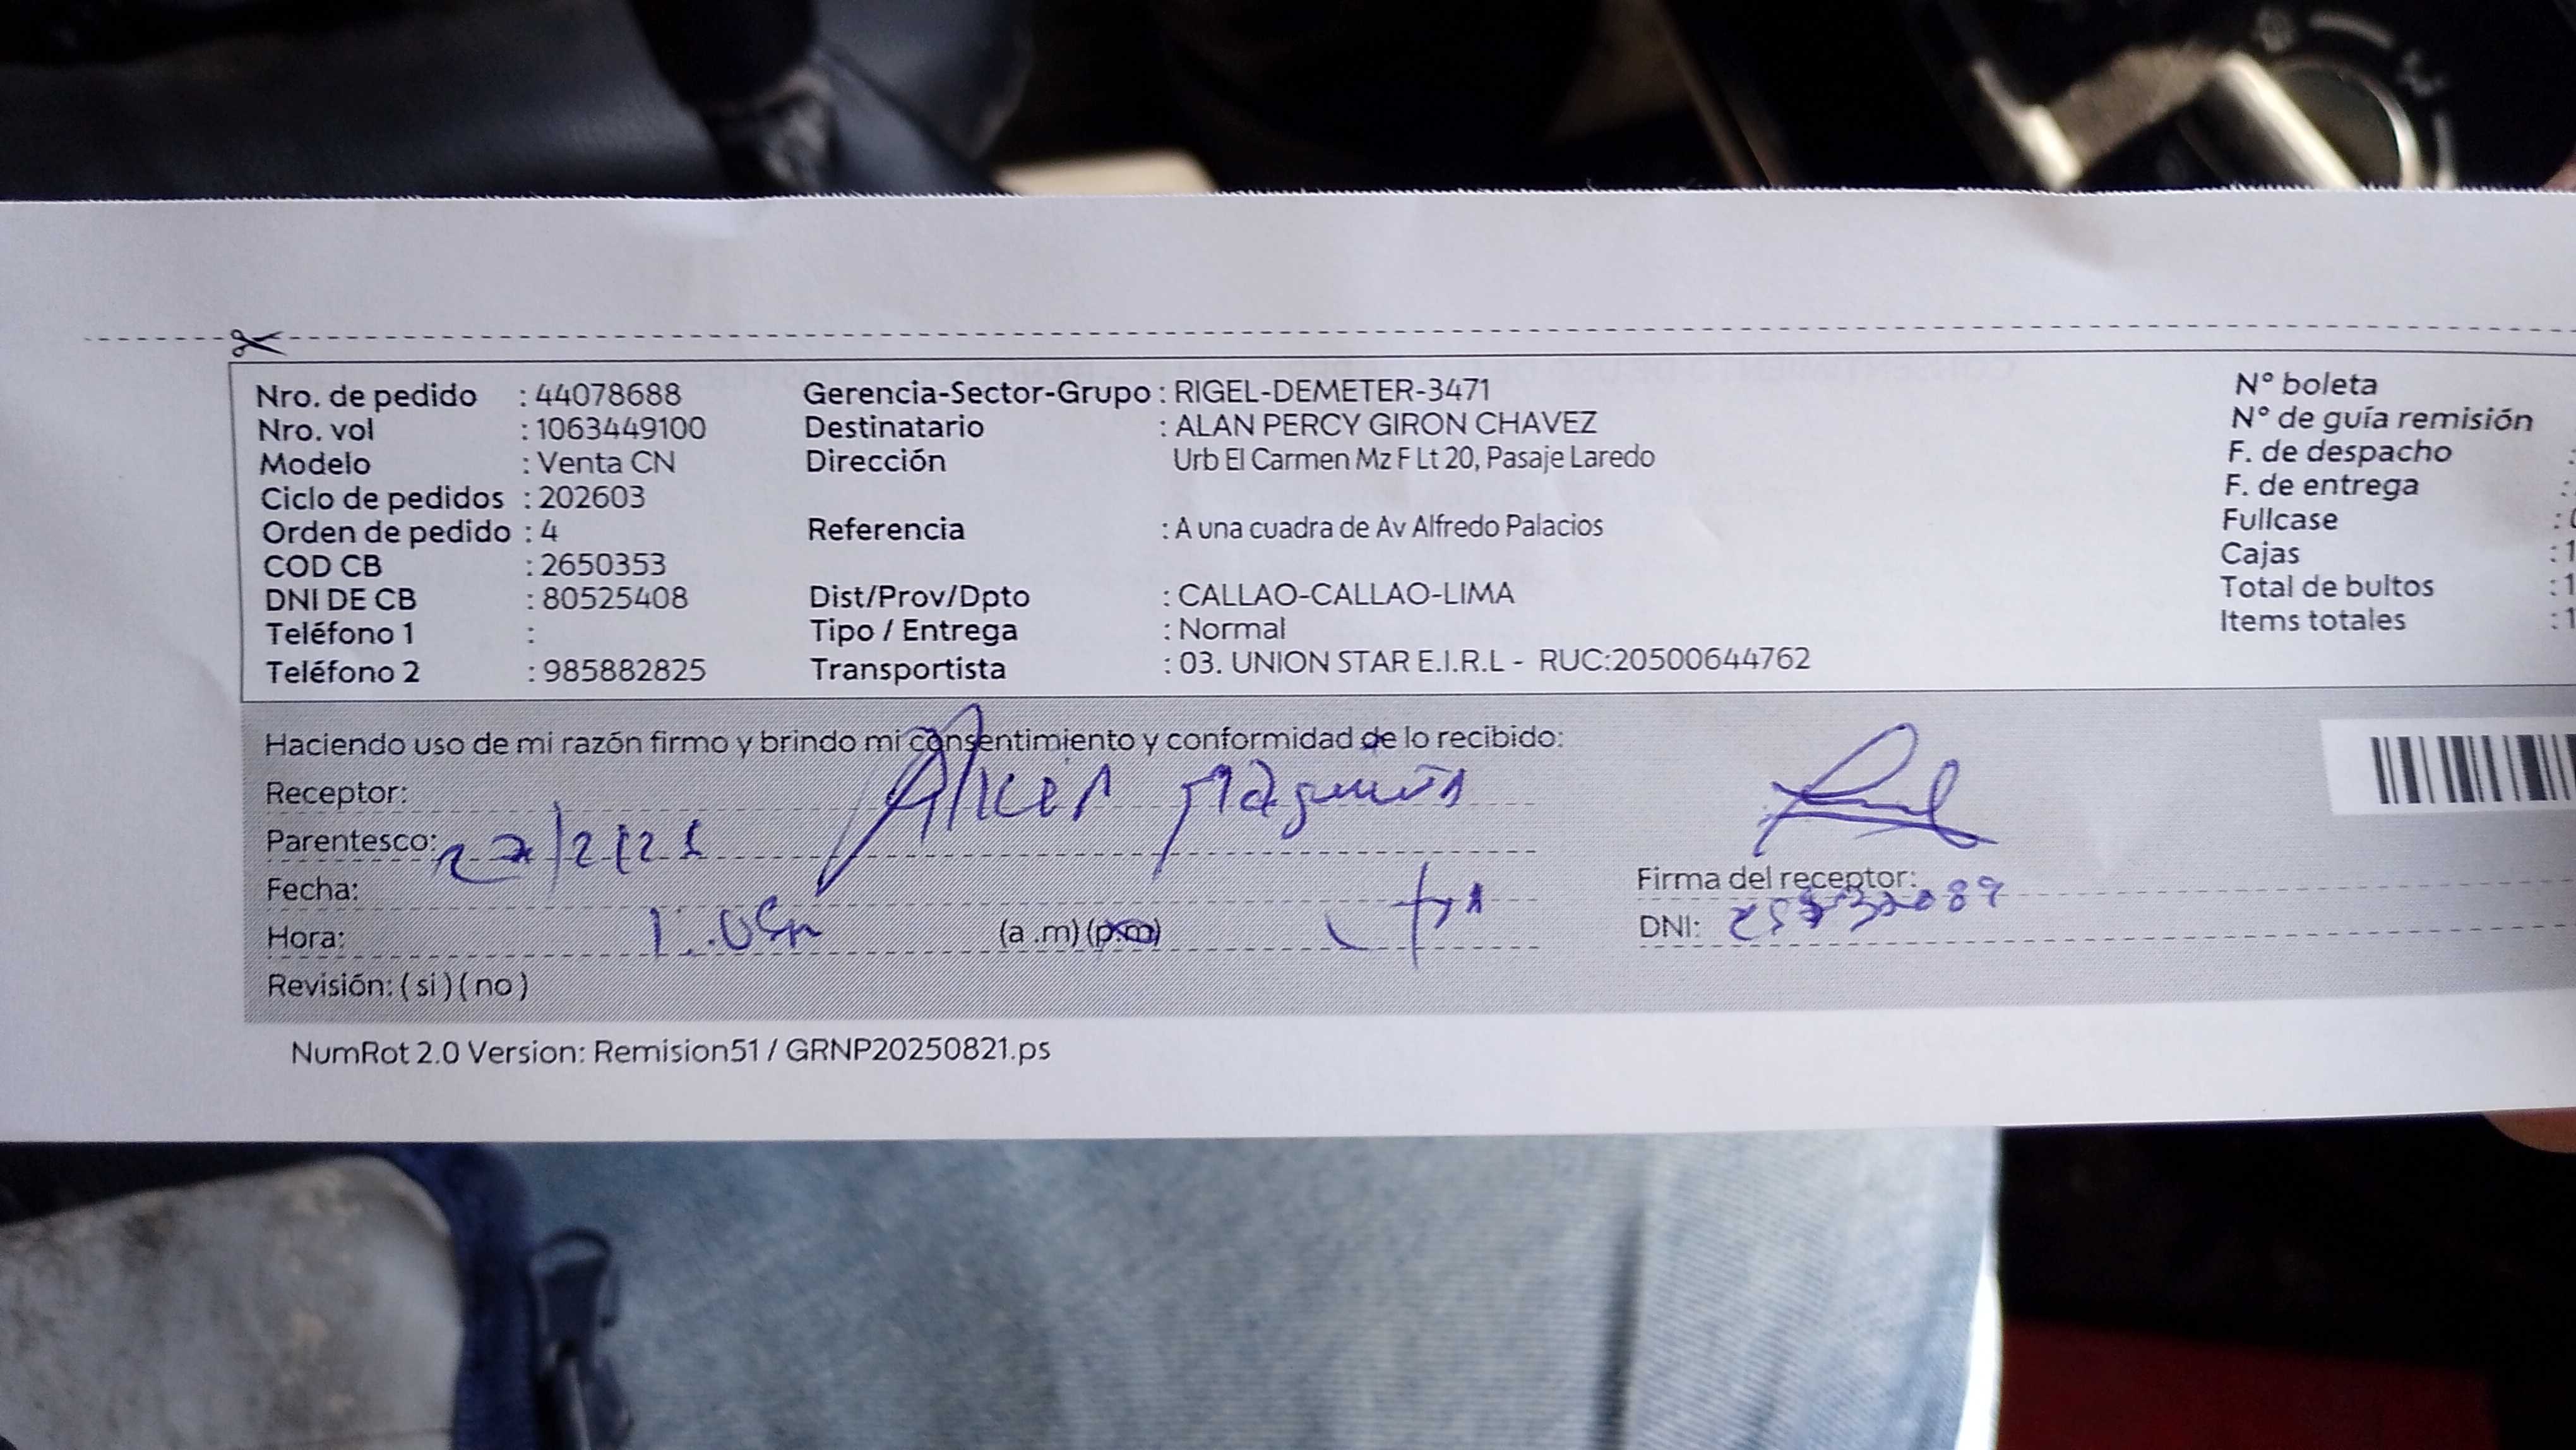 Nro. de pedido : 44078688 Gerencia-Sector-Grupo : RIGEL-DEMETER-3471 N° boleta
Nro. vol : 1063449100 Destinatario : ALAN PERCY GIRON CHAVEZ N° de guía remisión
Modelo : Venta CN Dirección Urb El Carmen Mz F Lt 20, Pasaje Laredo F. de despacho :
Ciclo de pedidos : 202603 F. de entrega :
Orden de pedido : 4 Referencia : A una cuadra de Av Alfredo Palacios Fullcase :
COD CB : 2650353 Cajas : 1
DNI DE CB : 80525408 Dist/Prov/Dpto : CALLAO-CALLAO-LIMA Total de bultos : 1
Teléfono 1 : Tipo / Entrega : Normal Items totales : 1
Teléfono 2 : 985882825 Transportista : 03. UNION STAR E.I.R.L - RUC:20500644762
Haciendo uso de mi razón firmo y brindo mi consentimiento y conformidad de lo recibido:
Receptor:
Parentesco:
Fecha: Firma del receptor:
Hora: (a .m) (p.m) DNI:
Revisión: ( si ) ( no )
NumRot 2.0 Version: Remision51 / GRNP20250821.ps